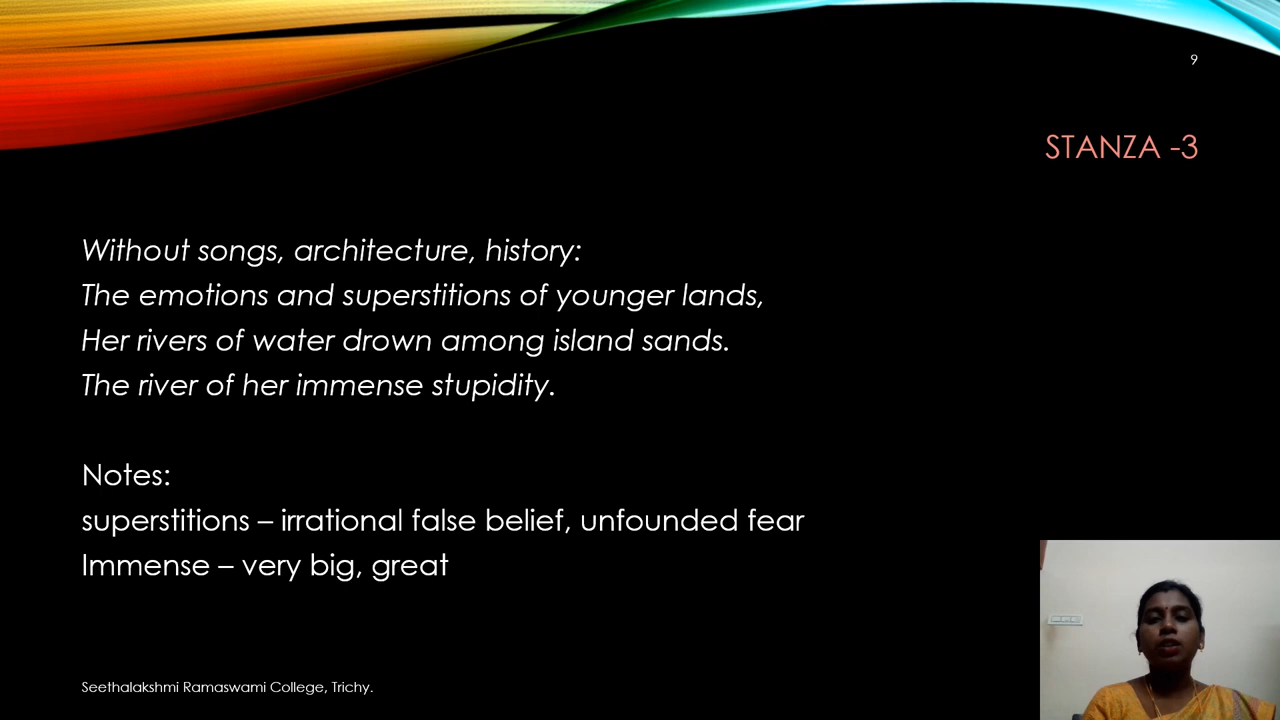 9
STANZA -3
Without songs, architecture, history:
The emotions and superstitions of younger lands,
Her rivers of water drown among island sands.
The river of her immense stupidity.
Notes:
superstitions – irrational false belief, unfounded fear
Immense – very big, great
Seethalakshmi Ramaswami College, Trichy.